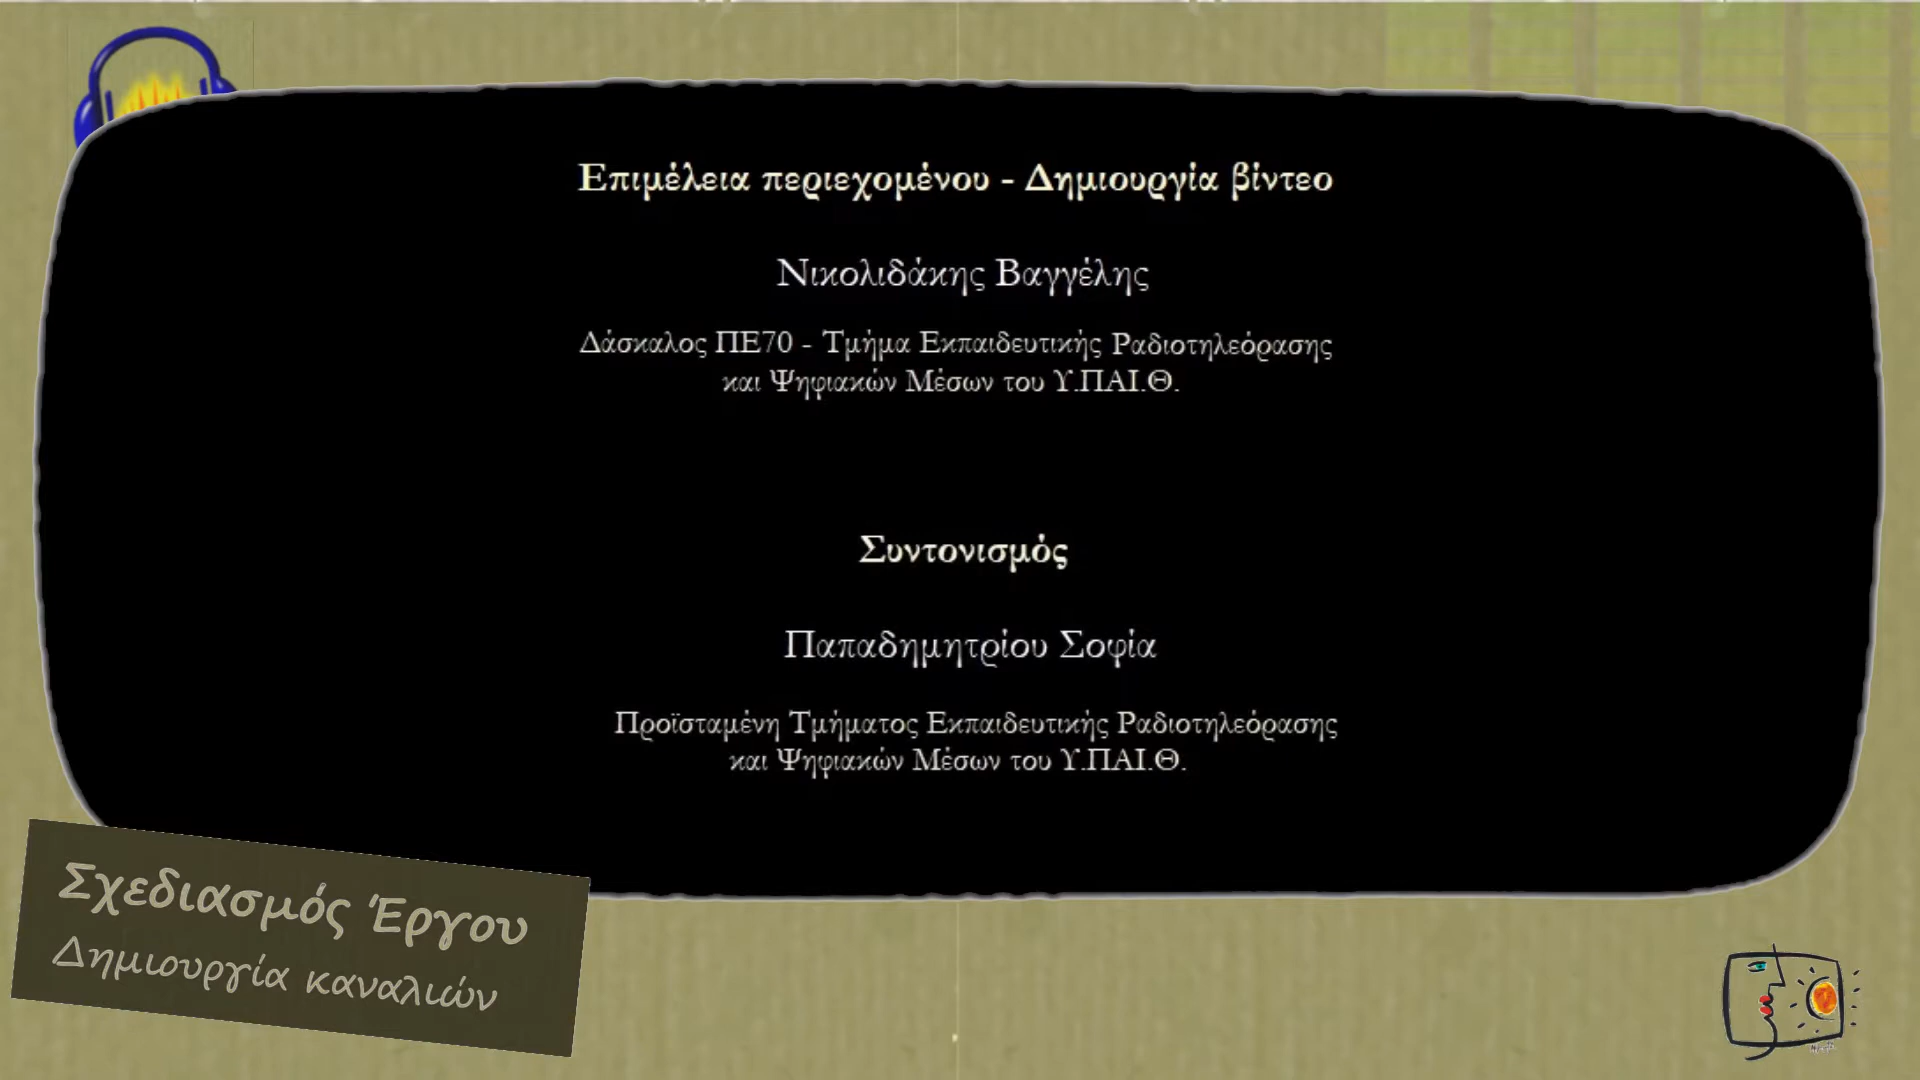 Επιμέλεια περιεχομένου - Δημιουργία βίντεο
Νικολιδάκης Βαγγέλης
Δάσκαλος ΠΕ70 - Τμήμα Εκπαιδευτικής Ραδιοτηλεόρασης
και Ψηφιακών Μέσων του Υ.ΠΑΙ.Θ.
Συντονισμός
Παπαδημητρίου Σοφία
Προϊσταμένη Τμήματος Εκπαιδευτικής Ραδιοτηλεόρασης
και Ψηφιακών Μέσων του Υ.ΠΑΙ.Θ.
Σχεδιασμός Έργου
Δημιουργία καναλιών